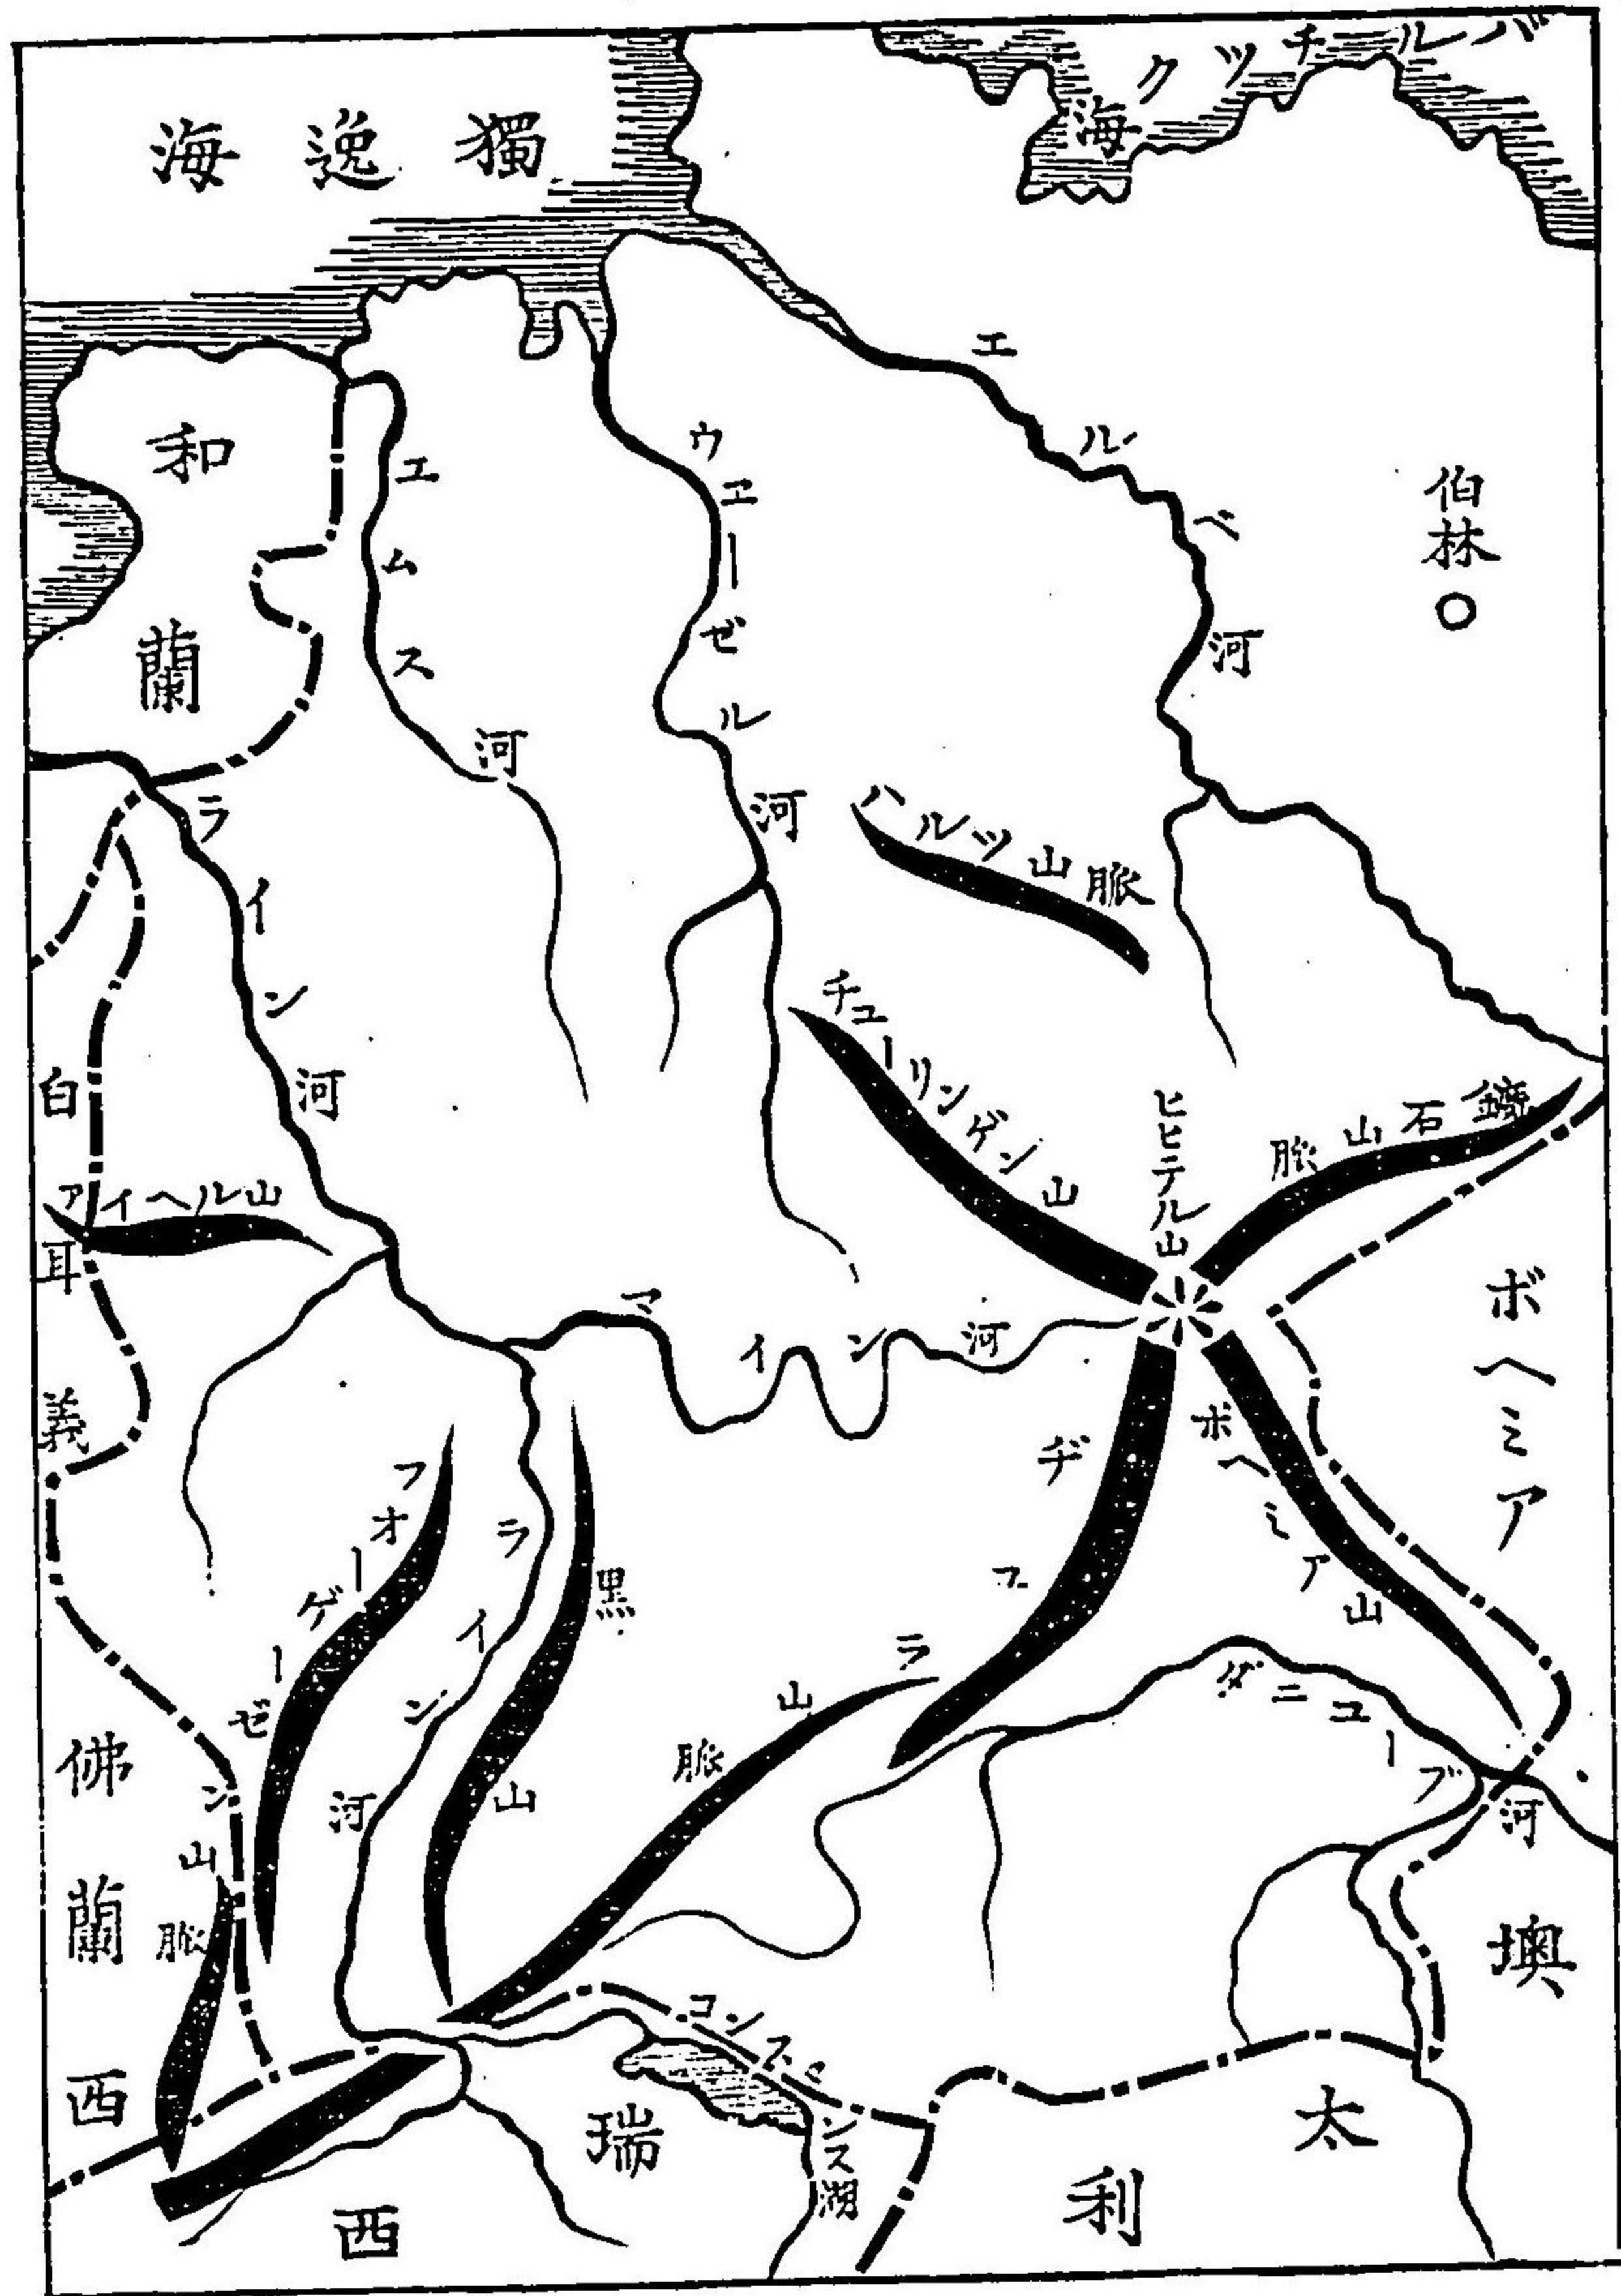 獨逸海
バルチック海
和蘭
エムス河
ウヱーゼル河
エルベ河
伯林
ライン河
ハルツ山脈
チューリンゲン山
ヒヒテル山
鑛石山脈
アイヘル山
白耳義
マイン河
ボヘミア
ボヘミア山
フオーゲーゼン山脈
ライン河
黒山
ヂュラ山脈
ダニユーブ河
佛蘭西
コンスタンス湖
瑞西
墺太利